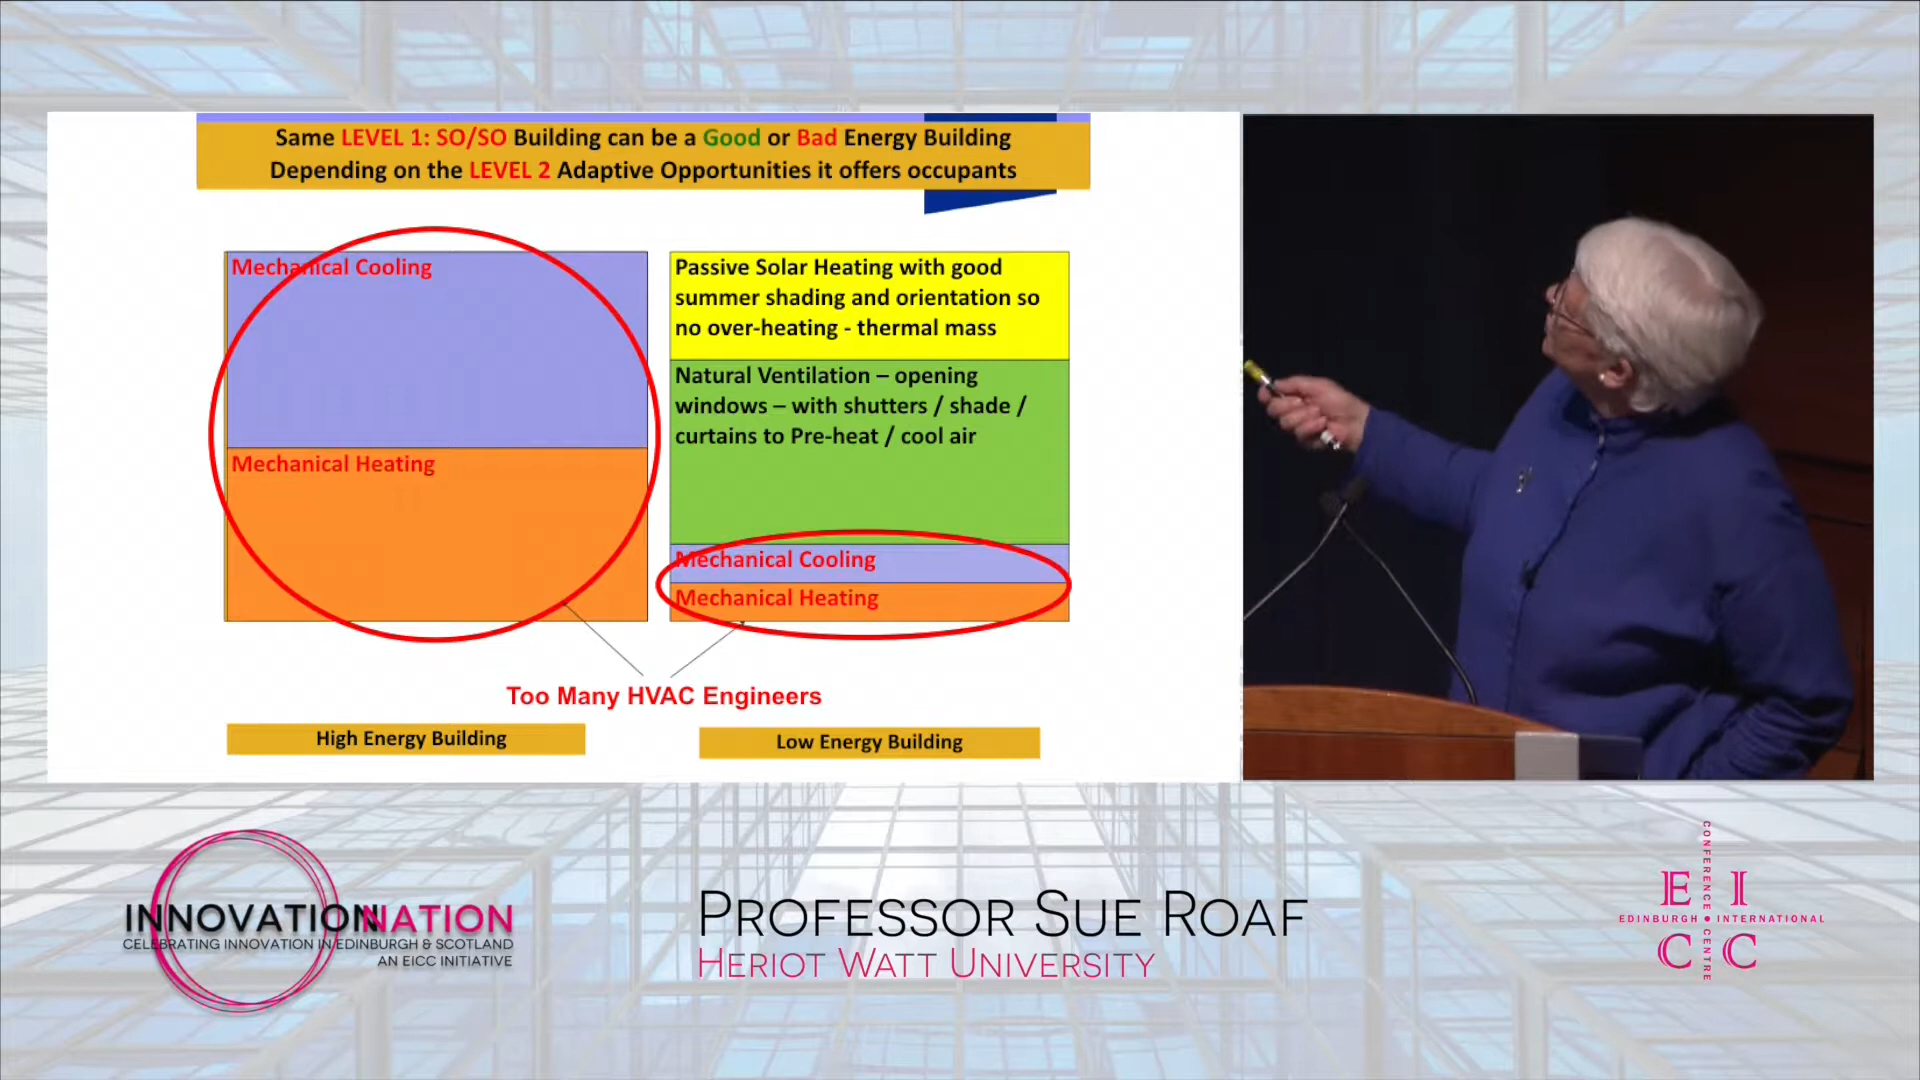 Same LEVEL 1: SO/SO Building can be a Good or Bad Energy Building
Depending on the LEVEL 2 Adaptive Opportunities it offers occupants
Mechanical Cooling
Mechanical Heating
Passive Solar Heating with good
summer shading and orientation so
no over-heating - thermal mass
Natural Ventilation – opening
windows – with shutters / shade /
curtains to Pre-heat / cool air
Mechanical Cooling
Mechanical Heating
Too Many HVAC Engineers
High Energy Building
Low Energy Building
INNOVATIONNATION
CELEBRATING INNOVATION IN EDINBURGH & SCOTLAND
AN EICC INITIATIVE
PROFESSOR SUE ROAF
HERIOT WATT UNIVERSITY
E I
EDINBURGH • INTERNATIONAL
C C
CONFERENCE CENTRE